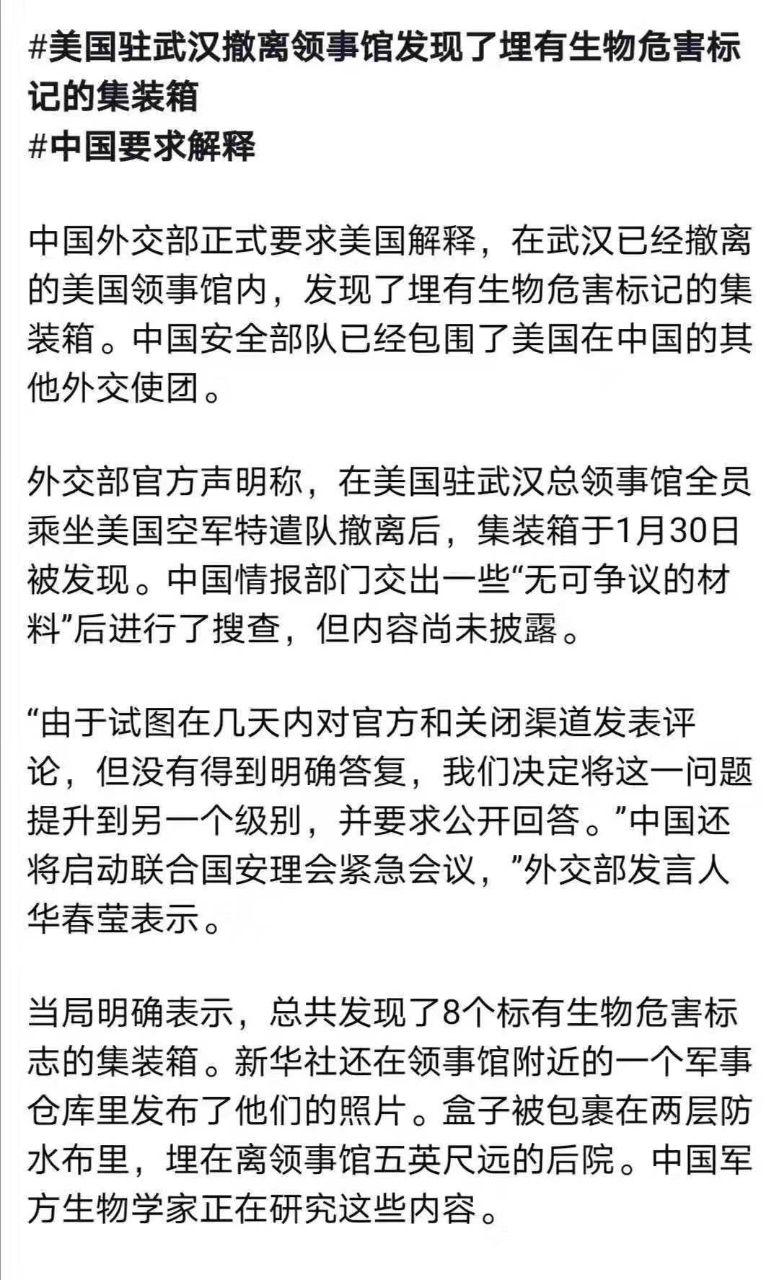 #美国驻武汉撤离领事馆发现了埋有生物危害标
记的集装箱
#中国要求解释
中国外交部正式要求美国解释，在武汉已经撤离
的美国领事馆内，发现了埋有生物危害标记的集
装箱。中国安全部队已经包围了美国在中国的其
他外交使团。
外交部官方声明称，在美国驻武汉总领事馆全员
乘坐美国空军特遣队撤离后，集装箱于1月30日
被发现。中国情报部门交出一些“无可争议的材
料”后进行了搜查，但内容尚未披露。
“由于试图在几天内对官方和关闭渠道发表评
论，但没有得到明确答复，我们决定将这一问题
提升到另一个级别，并要求公开回答。”中国还
将启动联合国安理会紧急会议，”外交部发言人
华春莹表示。
当局明确表示，总共发现了8个标有生物危害标
志的集装箱。新华社还在领事馆附近的一个军事
仓库里发布了他们的照片。盒子被包裹在两层防
水布里，埋在离领事馆五英尺远的后院。中国军
方生物学家正在研究这些内容。